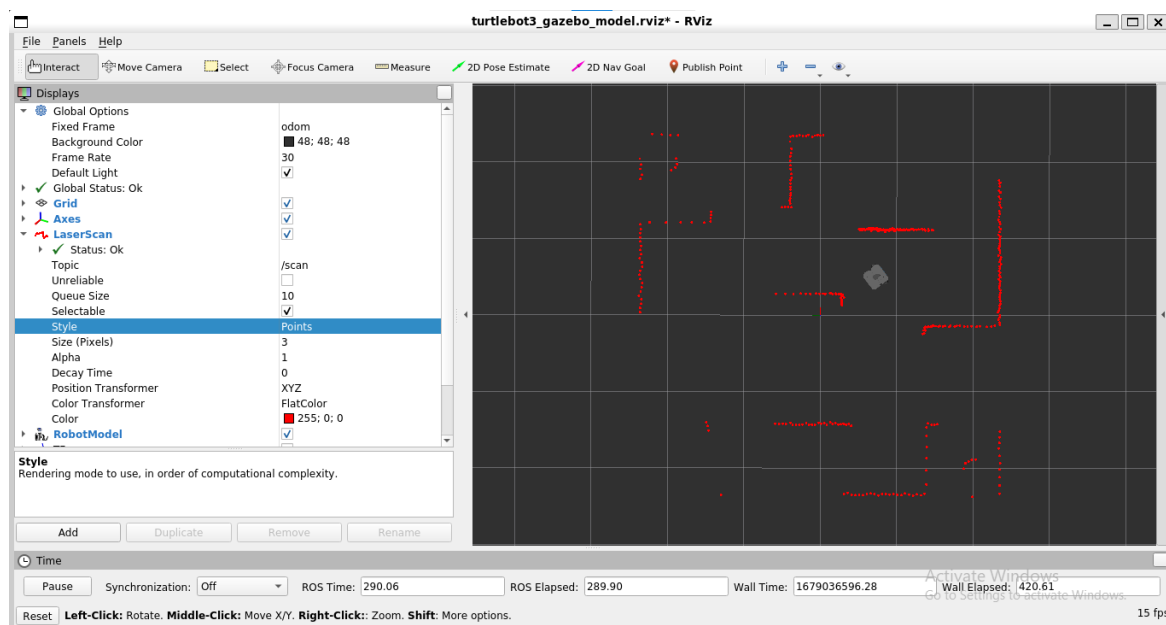 turtlebot3_gazebo_model.rviz* - RViz
File Panels Help
Interact Move Camera Select Focus Camera Measure 2D Pose Estimate 2D Nav Goal Publish Point
Displays
Global Options
Fixed Frame odom
Background Color 48; 48; 48
Frame Rate 30
Default Light
Global Status: Ok
Grid
Axes
LaserScan
Status: Ok
Topic /scan
Unreliable
Queue Size 10
Selectable
Style Points
Size (Pixels) 3
Alpha 1
Decay Time 0
Position Transformer XYZ
Color Transformer FlatColor
Color 255; 0; 0
RobotModel
Style
Rendering mode to use, in order of computational complexity.
Add Duplicate Remove Rename
Time
Pause Synchronization: Off ROS Time: 290.06 ROS Elapsed: 289.90 Wall Time: 1679036596.28 Wall Elapsed: 420.61
Activate Windows
Go to Settings to activate Windows.
Reset Left-Click: Rotate. Middle-Click: Move X/Y. Right-Click:: Zoom. Shift: More options. 15 fps